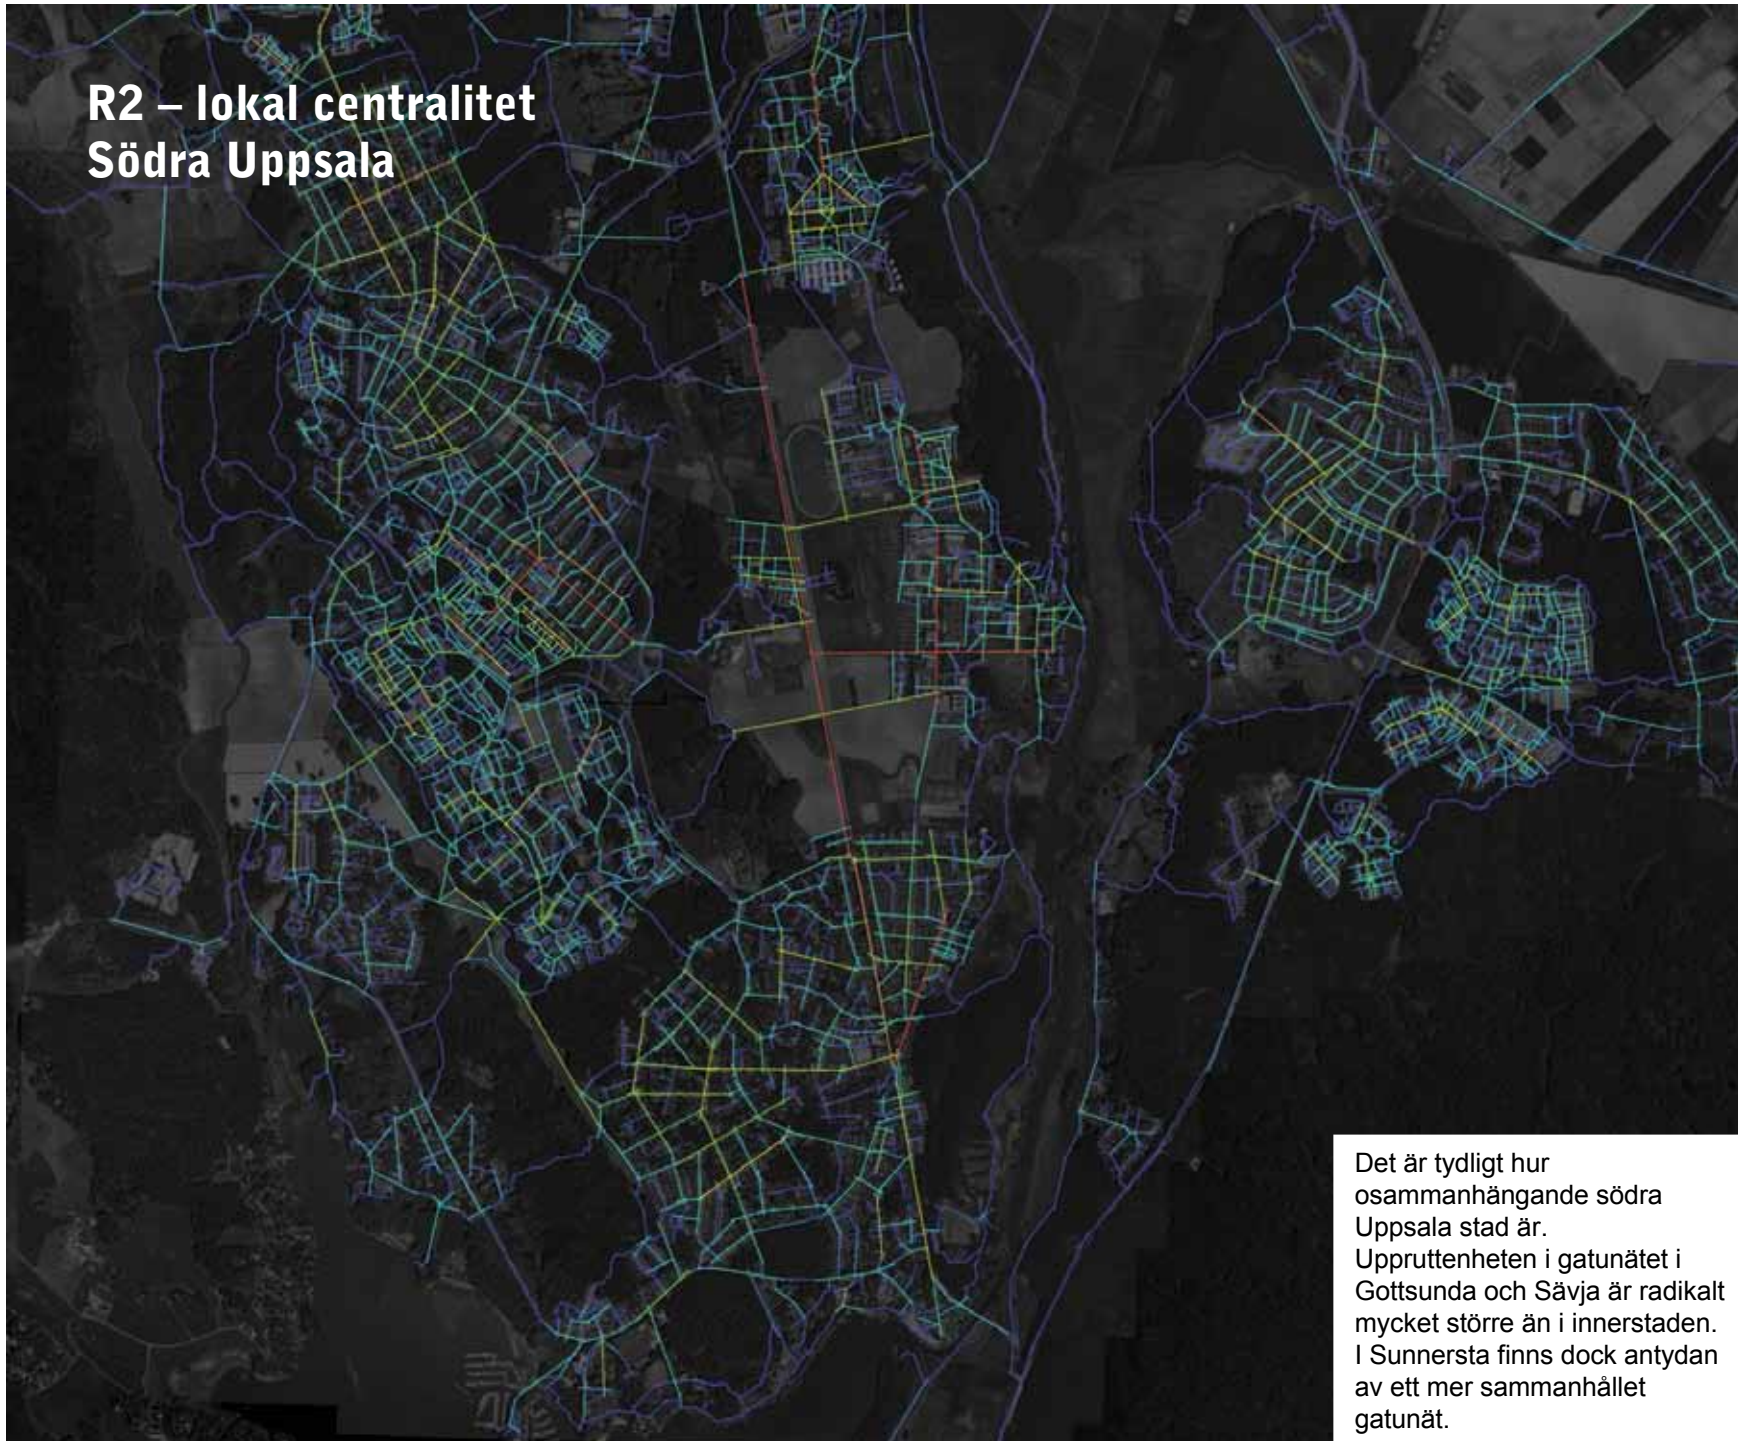 R2 – lokal centralitet
Södra Uppsala
Det är tydligt hur
osammanhängande södra
Uppsala stad är.
Uppruttenheten i gatunätet i
Gottsunda och Sävja är radikalt
mycket större än i innerstaden.
I Sunnersta finns dock antydan
av ett mer sammanhållet
gatunät.